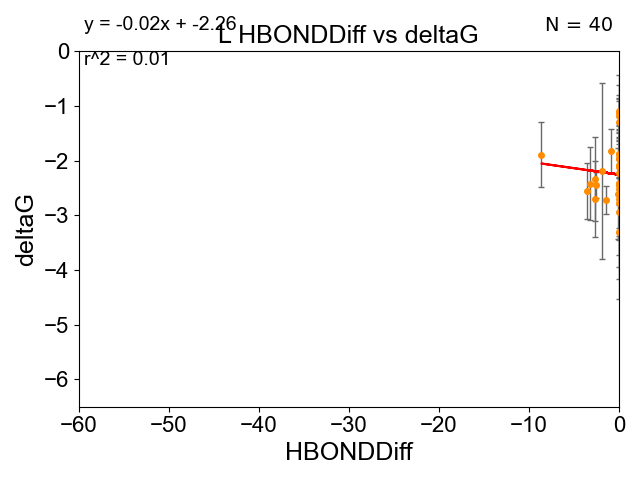 y = -0.02x + -2.26
N = 40
L HBONDDiff vs deltaG
r^2 = 0.01
0
−1
−2
−3
−4
−5
−6
deltaG
−60 −50 −40 −30 −20 −10 0
HBONDDiff